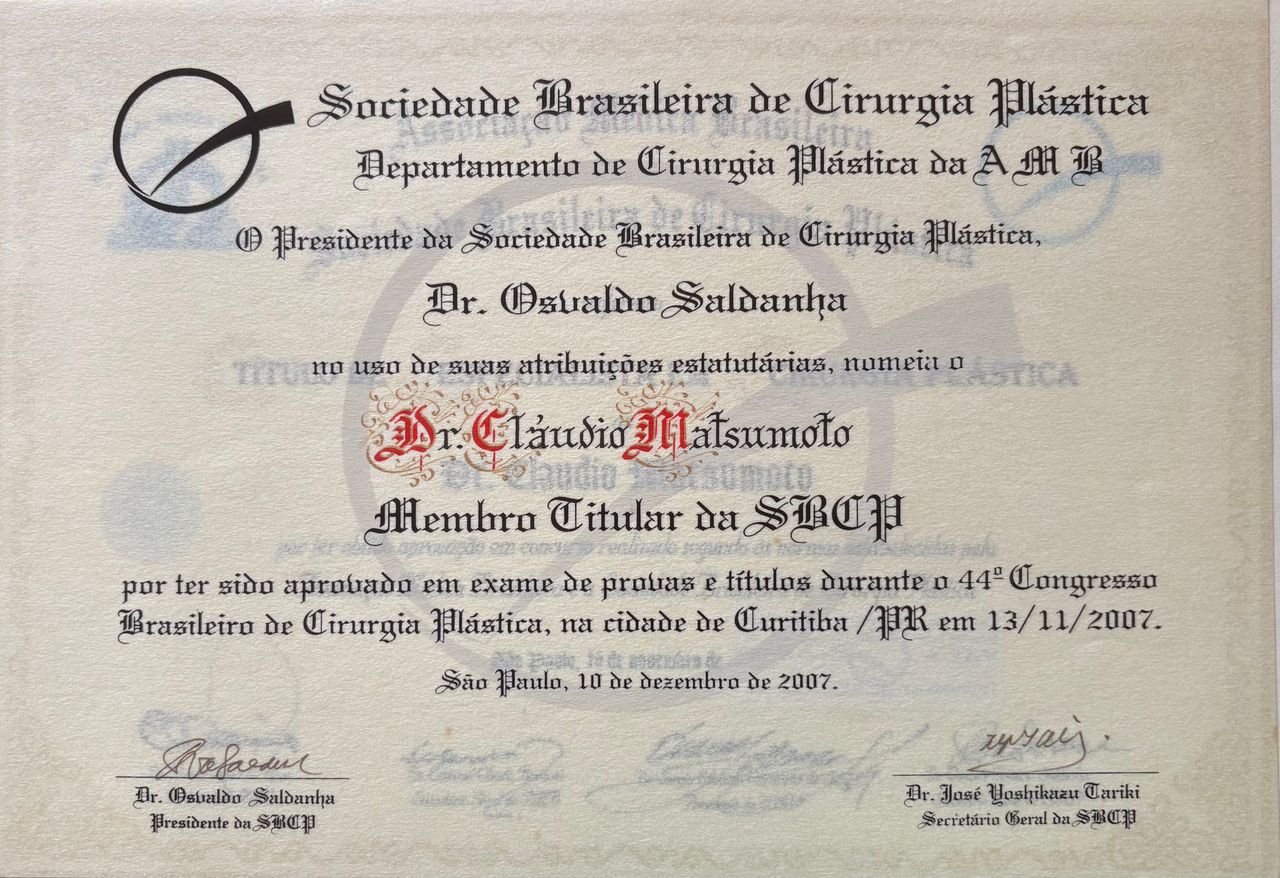 Sociedade Brasileira de Cirurgia Plástica
Departamento de Cirurgia Plástica da A M B
O Presidente da Sociedade Brasileira de Cirurgia Plástica,
Dr. Osvaldo Saldanha
no uso de suas atribuições estatutárias, nomeia o
Dr. Cláudio Matsumoto
Membro Titular da SBCP
por ter sido aprovado em exame de provas e títulos durante o 44º Congresso
Brasileiro de Cirurgia Plástica, na cidade de Curitiba /PR em 13/11/2007.
São Paulo, 10 de dezembro de 2007.
Dr. Osvaldo Saldanha
Presidente da SBCP
Dr. José Yoshikazu Tariki
Secretário Geral da SBCP